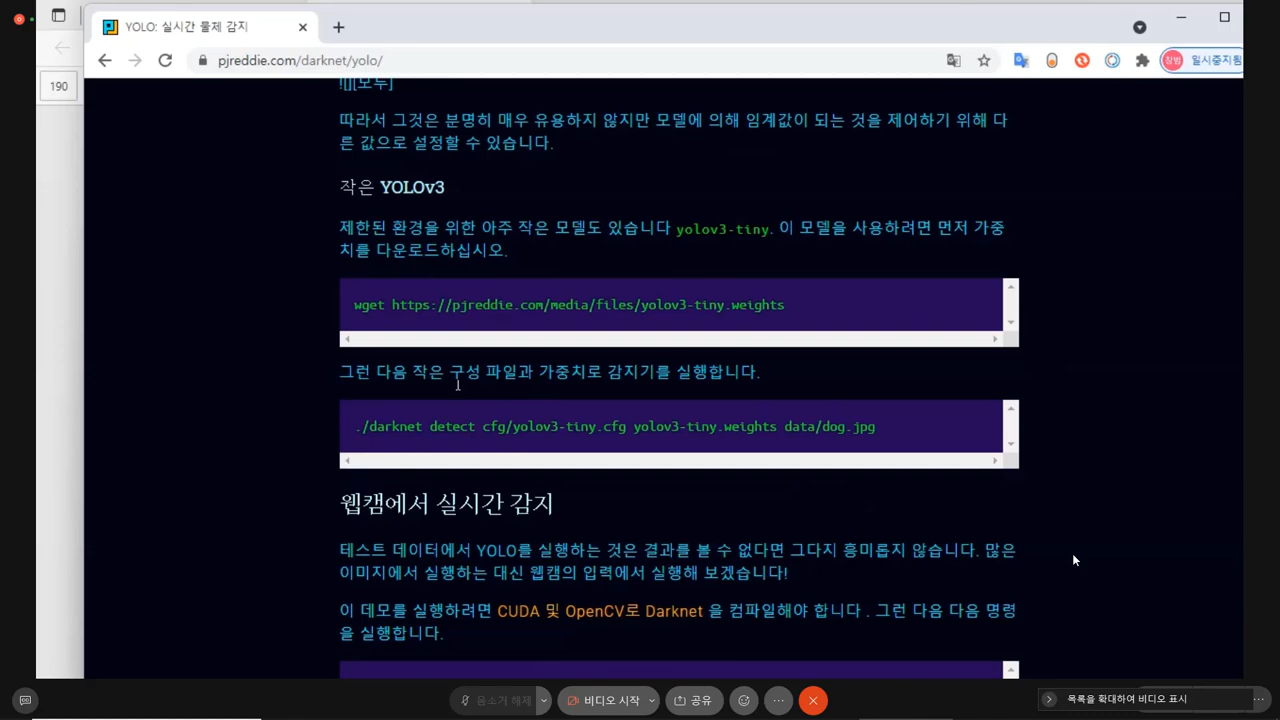 YOLO: 실시간 물체 감지
pjreddie.com/darknet/yolo/
창범
일시중지됨
190
![][모두]
따라서 그것은 분명히 매우 유용하지 않지만 모델에 의해 임계값이 되는 것을 제어하기 위해 다
른 값으로 설정할 수 있습니다.
작은 YOLOv3
제한된 환경을 위한 아주 작은 모델도 있습니다 yolov3-tiny. 이 모델을 사용하려면 먼저 가중
치를 다운로드하십시오.
wget https://pjreddie.com/media/files/yolov3-tiny.weights
그런 다음 작은 구성 파일과 가중치로 감지기를 실행합니다.
./darknet detect cfg/yolov3-tiny.cfg yolov3-tiny.weights data/dog.jpg
웹캠에서 실시간 감지
테스트 데이터에서 YOLO를 실행하는 것은 결과를 볼 수 없다면 그다지 흥미롭지 않습니다. 많은
이미지에서 실행하는 대신 웹캠의 입력에서 실행해 보겠습니다!
이 데모를 실행하려면 CUDA 및 OpenCV로 Darknet 을 컴파일해야 합니다 . 그런 다음 다음 명령
을 실행합니다.
음소거 해제
비디오 시작
공유
목록을 확대하여 비디오 표시